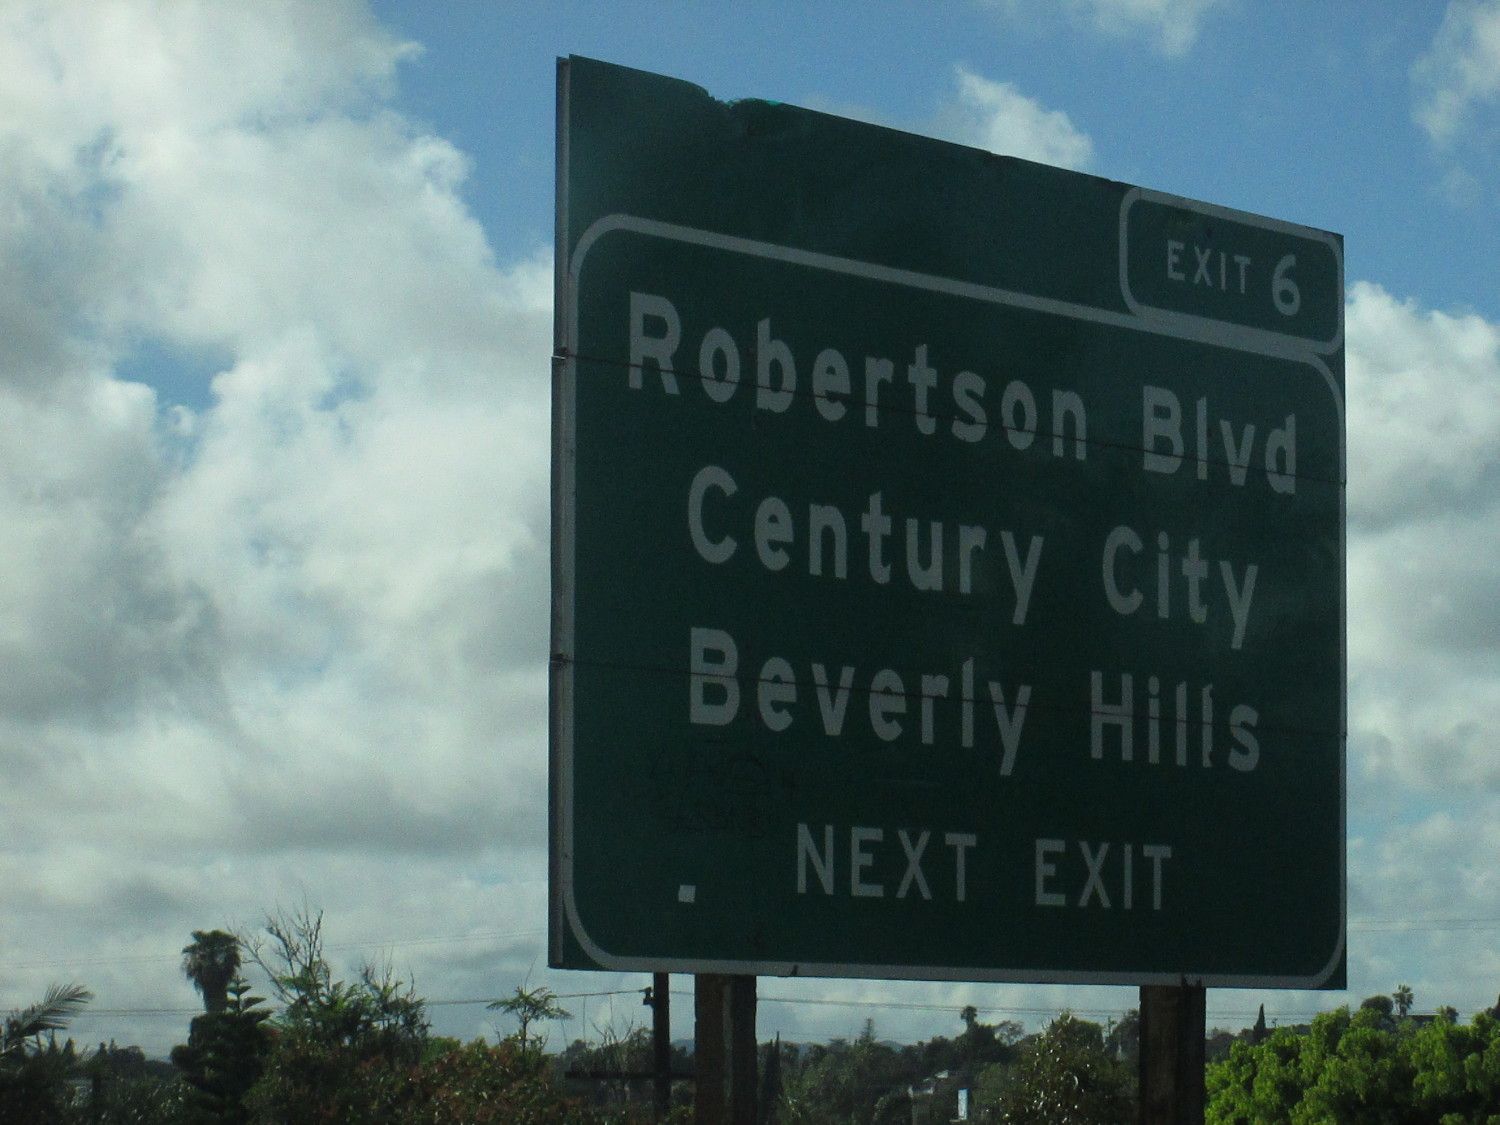 EXIT 6
Robertson Blvd
Century City
Beverly Hills
NEXT EXIT